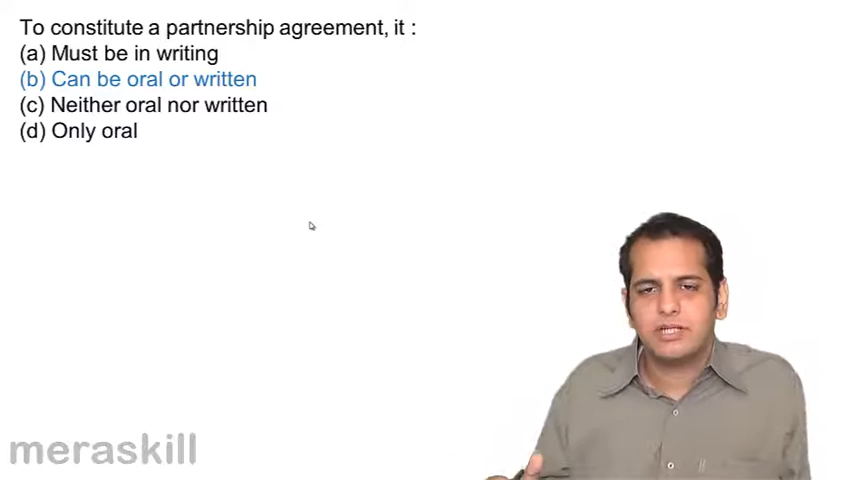 To constitute a partnership agreement, it :
(a) Must be in writing
(b) Can be oral or written
(c) Neither oral nor written
(d) Only oral
meraskill